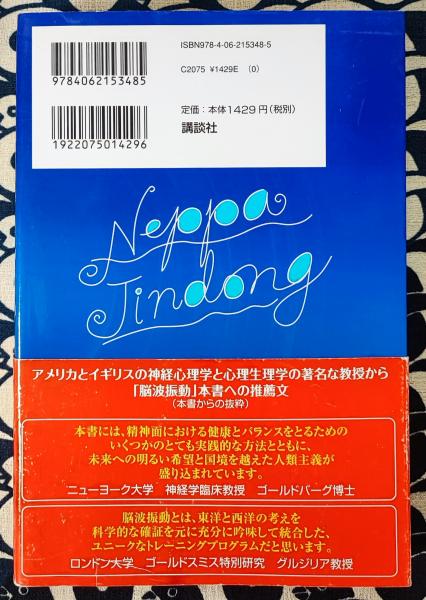 ISBN978-4-06-215348-5
C2075 ¥1429E (0)
9784062153485
定価：本体1429円（税別）
講談社
1922075014296
Neppa
Jindong
アメリカとイギリスの神経心理学と心理生理学の著名な教授から
「脳波振動」本書への推薦文
（本書からの抜粋）
本書には、精神面における健康とバランスをとるための
いくつかのとても実践的な方法とともに、
未来への明るい希望と国境を越えた人類主義が
盛り込まれています。
ニューヨーク大学 神経学臨床教授 ゴールドバーグ博士
脳波振動とは、東洋と西洋の考えを
科学的な確証を元に充分に吟味して統合した、
ユニークなトレーニングプログラムだと思います。
ロンドン大学 ゴールドスミス特別研究 グルジリア教授